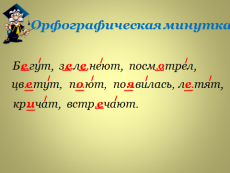 Орфографическая минутка
Бегут, зеленеют, посмотрел,
цветут, поют, появилась, летят,
кричат, встречают.